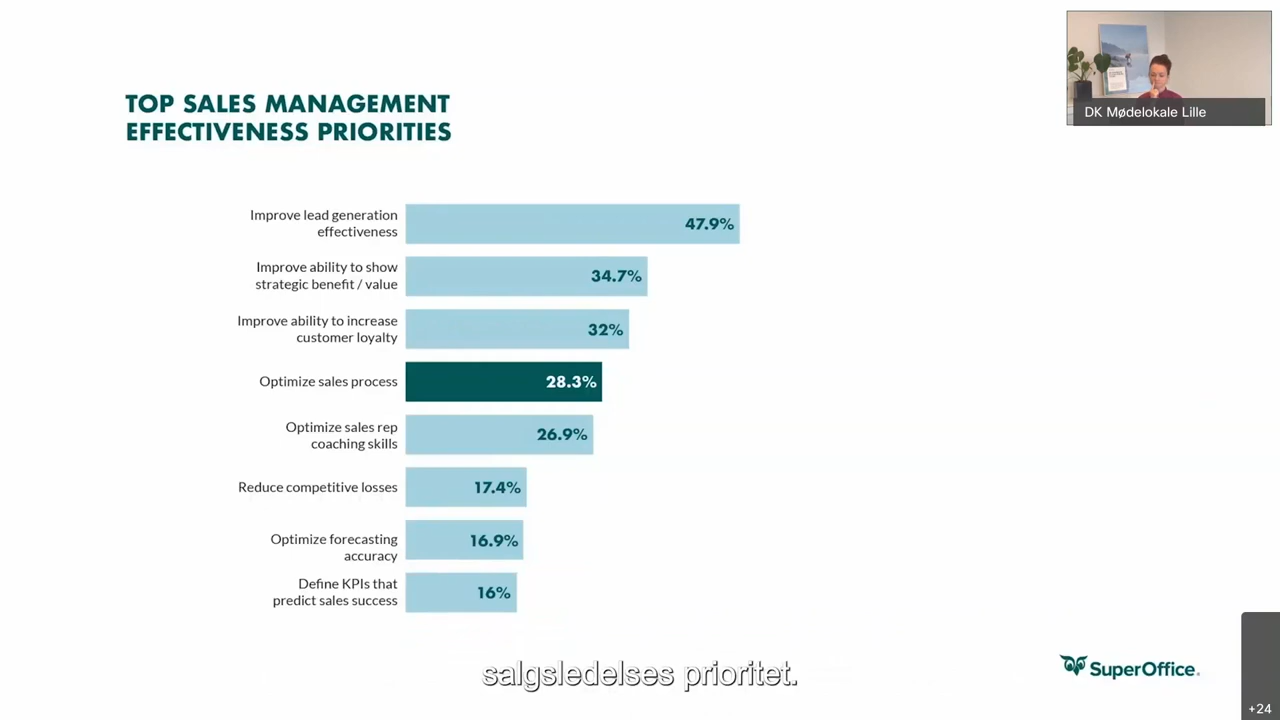 TOP SALES MANAGEMENT
EFFECTIVENESS PRIORITIES
DK Mødelokale Lille
Improve lead generation
effectiveness
47.9%
Improve ability to show
strategic benefit / value
34.7%
Improve ability to increase
customer loyalty
32%
Optimize sales process
28.3%
Optimize sales rep
coaching skills
26.9%
Reduce competitive losses
17.4%
Optimize forecasting
accuracy
16.9%
Define KPIs that
predict sales success
16%
salgsledelses prioritet.
SuperOffice.
+24